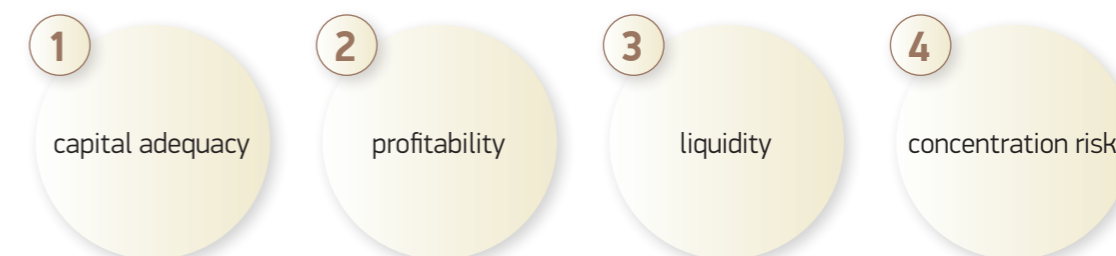 1
capital adequacy
2
profitability
3
liquidity
4
concentration risk